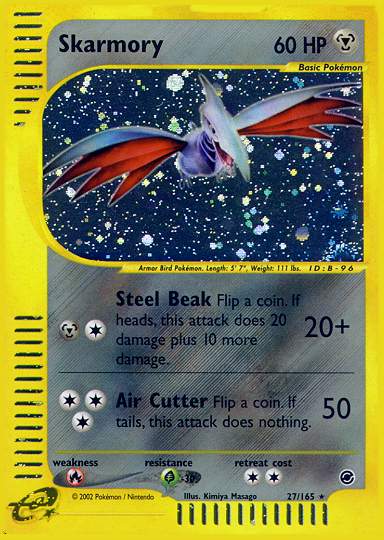 Skarmory 60 HP
Basic Pokémon
Armor Bird Pokémon. Length: 5' 7", Weight: 111 lbs. ID:B-96
Steel Beak Flip a coin. If
heads, this attack does 20
damage plus 10 more
damage.
20+
Air Cutter Flip a coin. If
tails, this attack does nothing.
50
weakness resistance retreat cost
-30
© 2002 Pokémon / Nintendo Illus. Kimiya Masago 27/165 ★